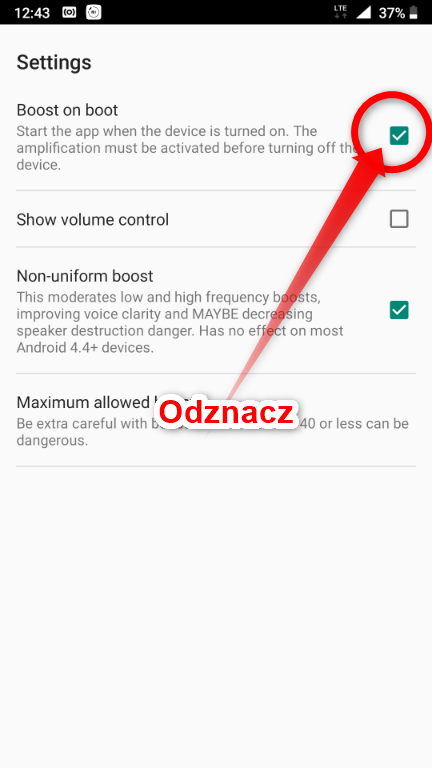 12:43 LTE 37%
Settings
Boost on boot
Start the app when the device is turned on. The
amplification must be activated before turning off the
device.
Show volume control
Non-uniform boost
This moderates low and high frequency boosts,
improving voice clarity and MAYBE decreasing
speaker destruction danger. Has no effect on most
Android 4.4+ devices.
Maximum allowed
Odznacz
Be extra careful with 40 or less can be
dangerous.